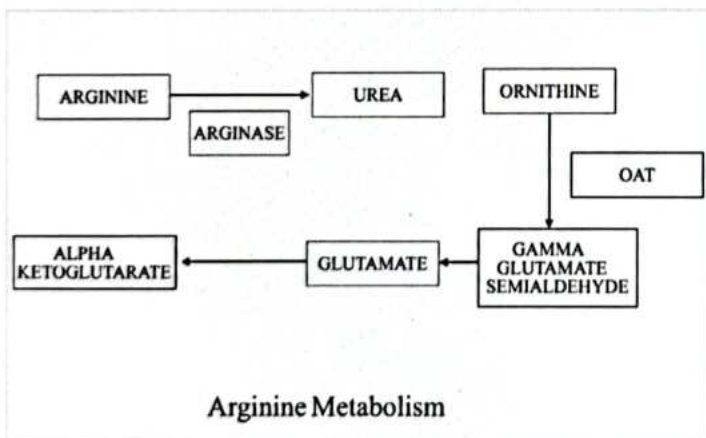 ARGININE
UREA
ORNITHINE
ARGINASE
OAT
ALPHA
KETOGLUTARATE
GLUTAMATE
GAMMA
GLUTAMATE
SEMIALDEHYDE
Arginine Metabolism